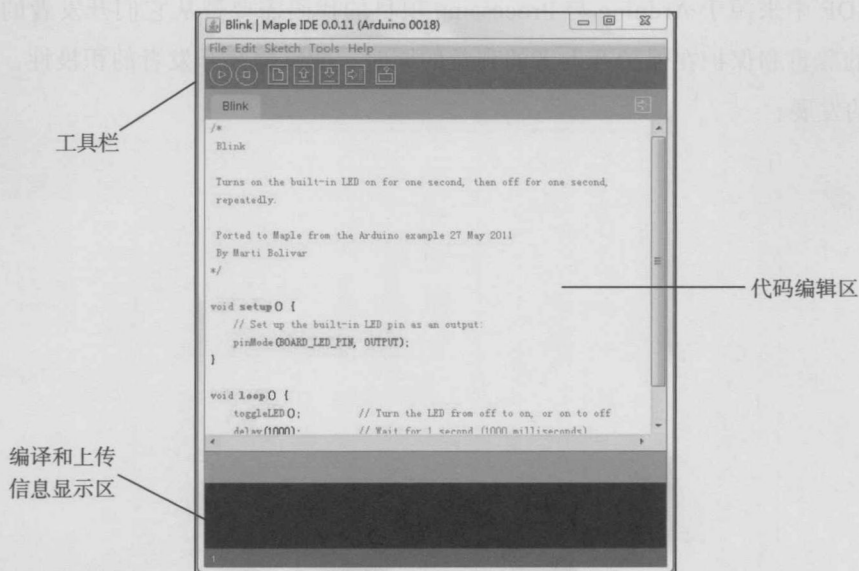 Blink | Maple IDE 0.0.11 (Arduino 0018)
File Edit Sketch Tools Help
Blink
工具栏
/*
Blink
Turns on the built-in LED on for one second, then off for one second,
repeatedly.
Ported to Maple from the Arduino example 27 May 2011
By Marti Bolivar
*/
代码编辑区
void setup() {
// Set up the built-in LED pin as an output:
pinMode(BOARD_LED_PIN, OUTPUT);
}
void loop() {
toggleLED(); // Turn the LED from off to on, or on to off
delay(1000); // Wait for 1 second (1000 milliseconds)
编译和上传
信息显示区
1